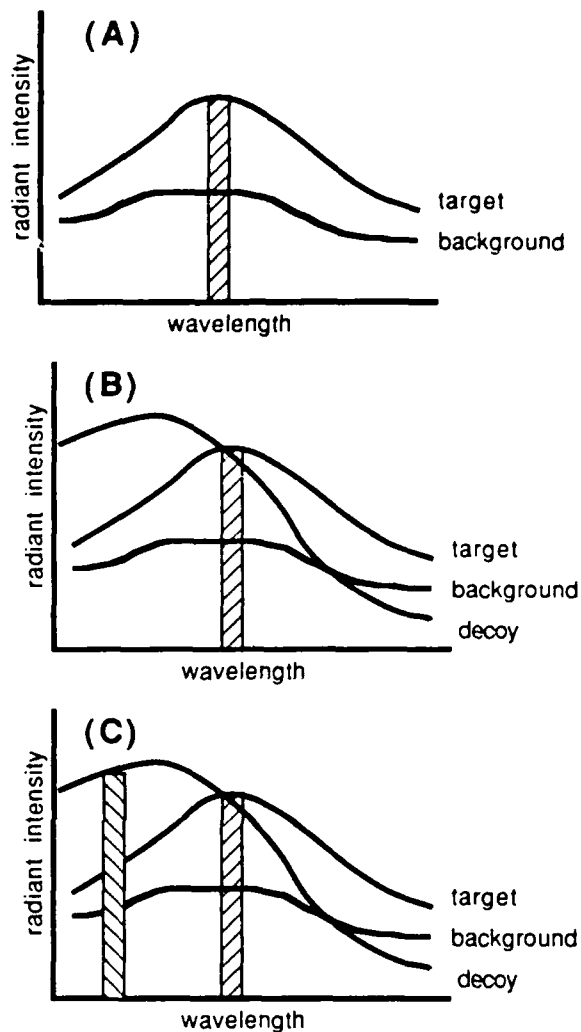 (A)
radiant intensity
target
background
wavelength
(B)
radiant intensity
target
background
decoy
wavelength
(C)
radiant intensity
target
background
decoy
wavelength